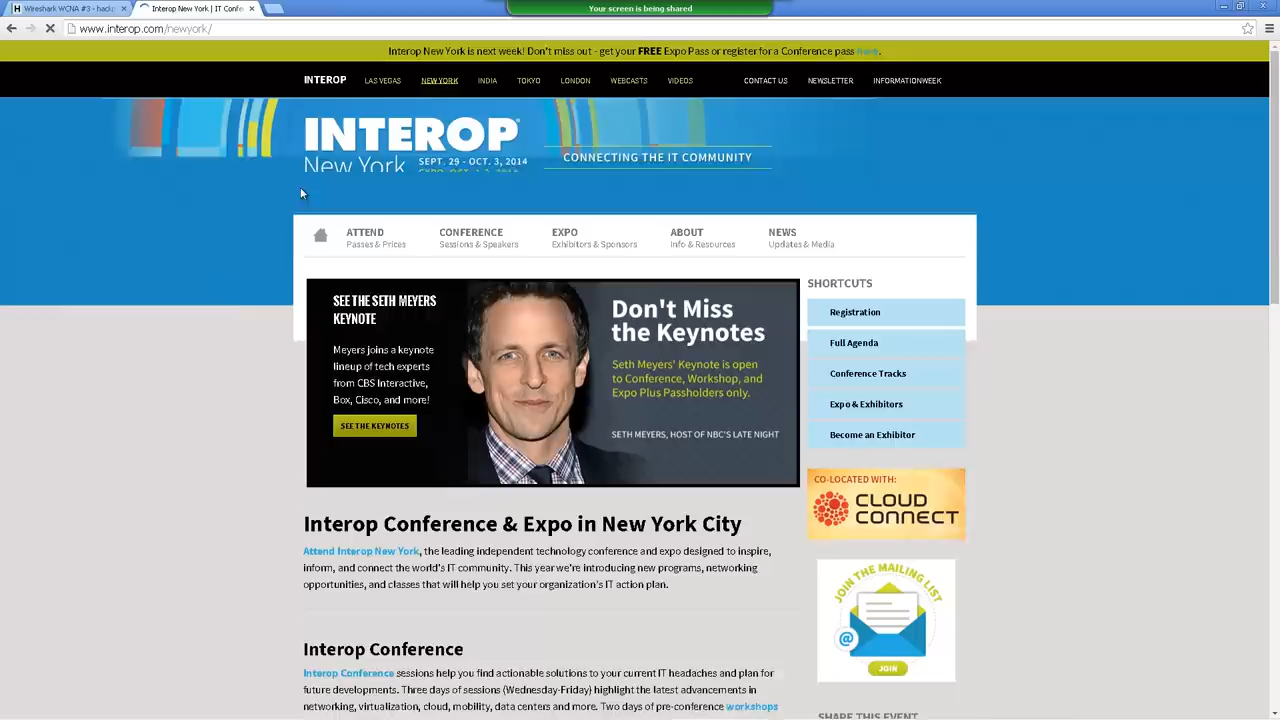 Wireshark WCNA #3 - hackp
Interop New York | IT Confe
Your screen is being shared
www.interop.com/newyork/
Interop New York is next week! Don't miss out - get your FREE Expo Pass or register for a Conference pass here.
INTEROP LAS VEGAS NEW YORK INDIA TOKYO LONDON WEBCASTS VIDEOS CONTACT US NEWSLETTER INFORMATIONWEEK
INTEROP
New York SEPT. 29 - OCT. 3, 2014
CONNECTING THE IT COMMUNITY
ATTEND
Passes & Prices
CONFERENCE
Sessions & Speakers
EXPO
Exhibitors & Sponsors
ABOUT
Info & Resources
NEWS
Updates & Media
SEE THE SETH MEYERS
KEYNOTE
Meyers joins a keynote
lineup of tech experts
from CBS Interactive,
Box, Cisco, and more!
SEE THE KEYNOTES
Don't Miss
the Keynotes
Seth Meyers' Keynote is open
to Conference, Workshop, and
Expo Plus Passholders only.
SETH MEYERS, HOST OF NBC'S LATE NIGHT
SHORTCUTS
Registration
Full Agenda
Conference Tracks
Expo & Exhibitors
Become an Exhibitor
CO-LOCATED WITH:
CLOUD
CONNECT
JOIN THE MAILING LIST
@
JOIN
SHARE THIS EVENT
Interop Conference & Expo in New York City
Attend Interop New York, the leading independent technology conference and expo designed to inspire,
inform, and connect the world's IT community. This year we're introducing new programs, networking
opportunities, and classes that will help you set your organization's IT action plan.
Interop Conference
Interop Conference sessions help you find actionable solutions to your current IT headaches and plan for
future developments. Three days of sessions (Wednesday-Friday) highlight the latest advancements in
networking, virtualization, cloud, mobility, data centers and more. Two days of pre-conference workshops